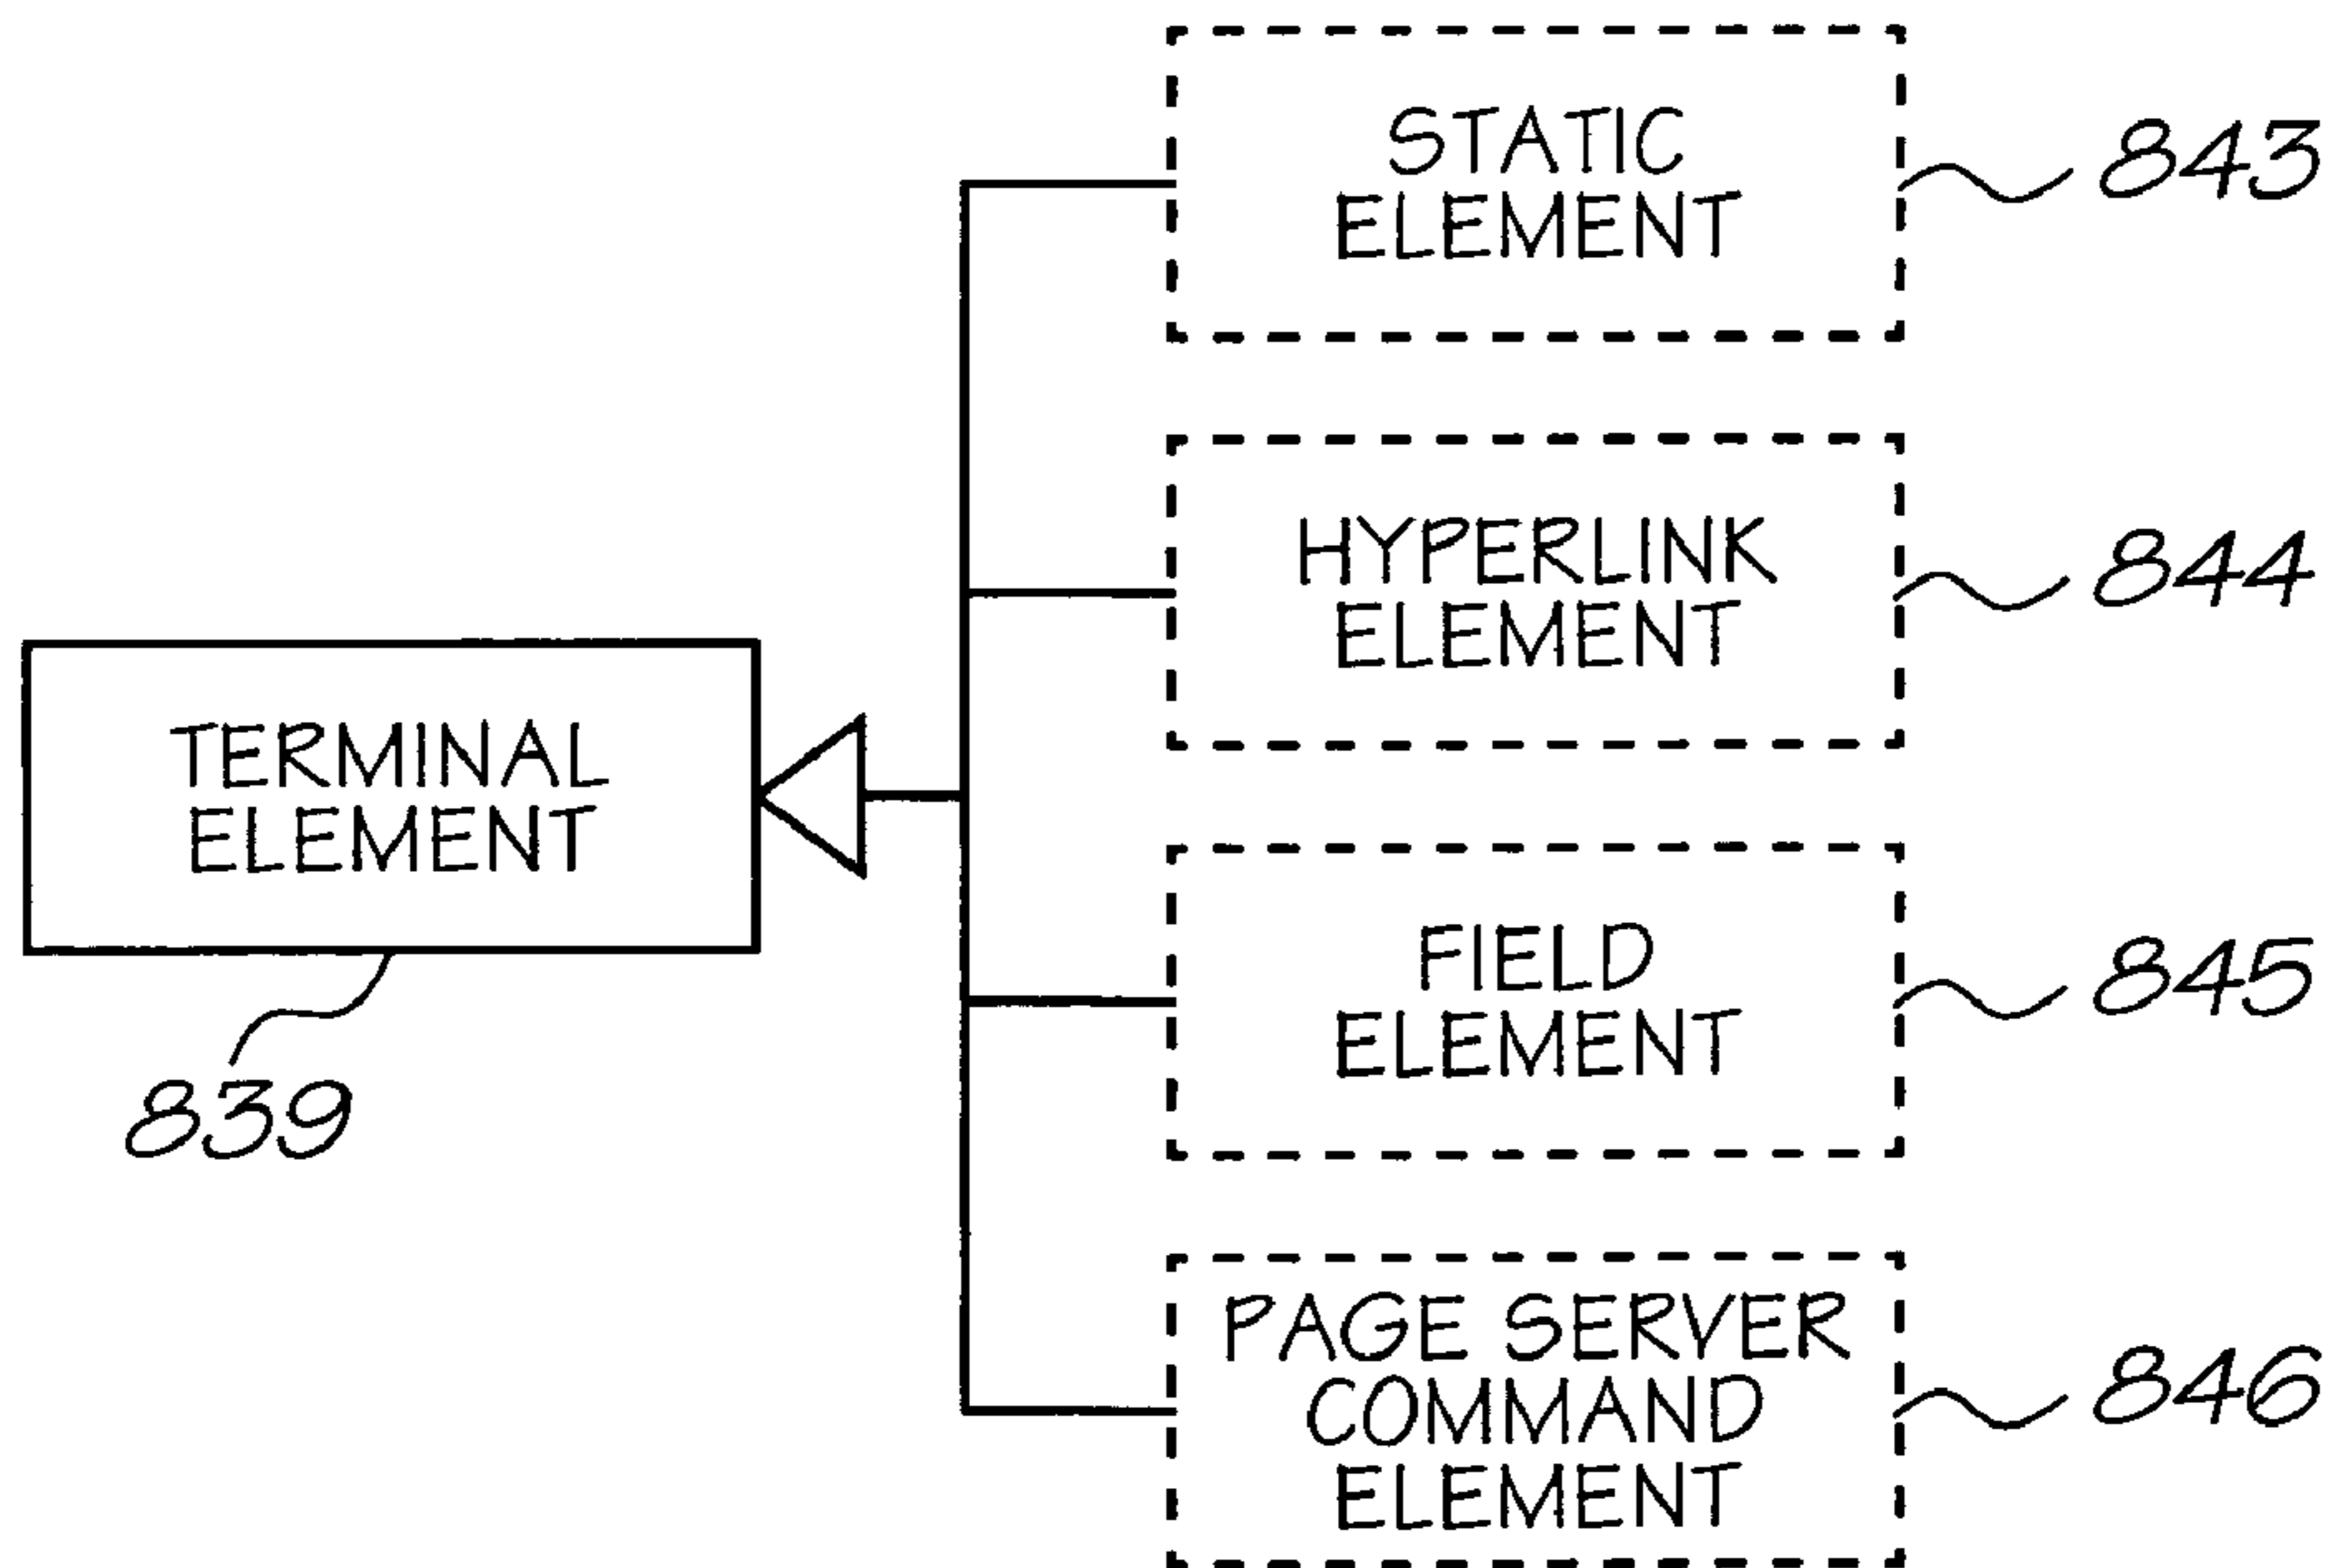 STATIC
ELEMENT
843
HYPERLINK
ELEMENT
844
TERMINAL
ELEMENT
839
FIELD
ELEMENT
845
PAGE SERVER
COMMAND
ELEMENT
846